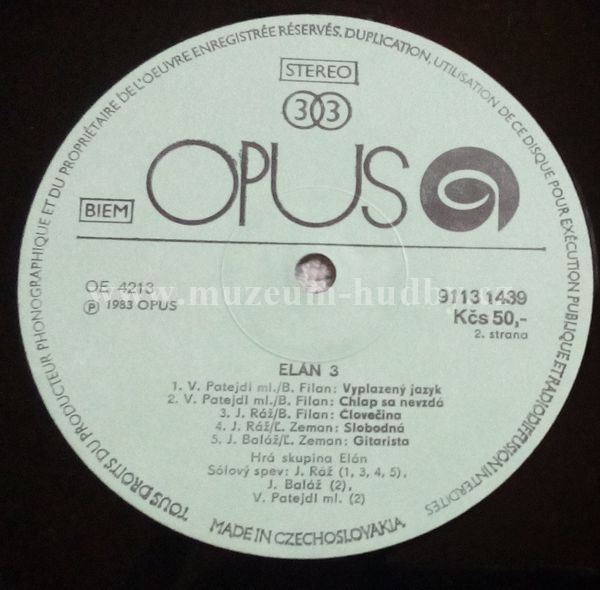 TOUS DROITS DU PRODUCTEUR PHONOGRAPHIQUE ET DU PROPRIÉTAIRE DE L'OEUVRE ENREGISTRÉE RÉSERVÉS. DUPLICATION, UTILISATION DE CE DISQUE POUR EXÉCUTION PUBLIQUE ET RADIODIFFUSION INTERDITES
STEREO
33
OPUS
BIEM
OE 4213
℗ 1983 OPUS
9113 1439
Kčs 50,-
2. strana
www.muzeum-hudby.cz
ELÁN 3
1. V. Patejdl ml./B. Filan: Vyplazený jazyk
2. V. Patejdl ml./B. Filan: Chlap sa nevzdá
3. J. Ráž/B. Filan: Človečina
4. J. Ráž/Ľ. Zeman: Slobodná
5. J. Baláž/Ľ. Zeman: Gitarista
Hrá skupina Elán
Sólový spev: J. Ráž (1, 3, 4, 5),
J. Baláž (2),
V. Patejdl ml. (2)
MADE IN CZECHOSLOVAKIA